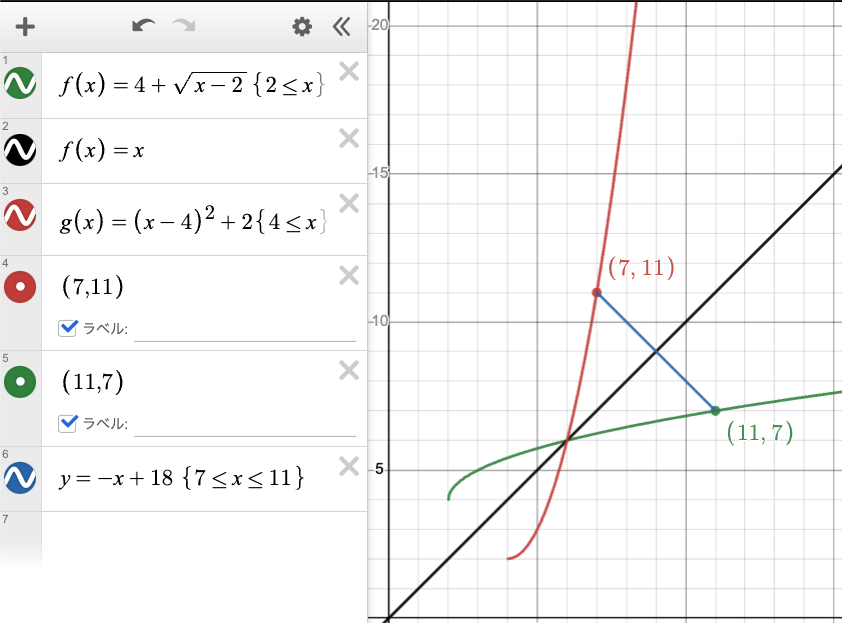 1
f(x) = 4 + √(x − 2) {2 ≤ x}
2
f(x) = x
3
g(x) = (x − 4)² + 2{4 ≤ x}
4
(7,11)
ラベル:
5
(11,7)
ラベル:
6
y = −x + 18 {7 ≤ x ≤ 11}
7
20
15
10
5
(7, 11)
(11, 7)